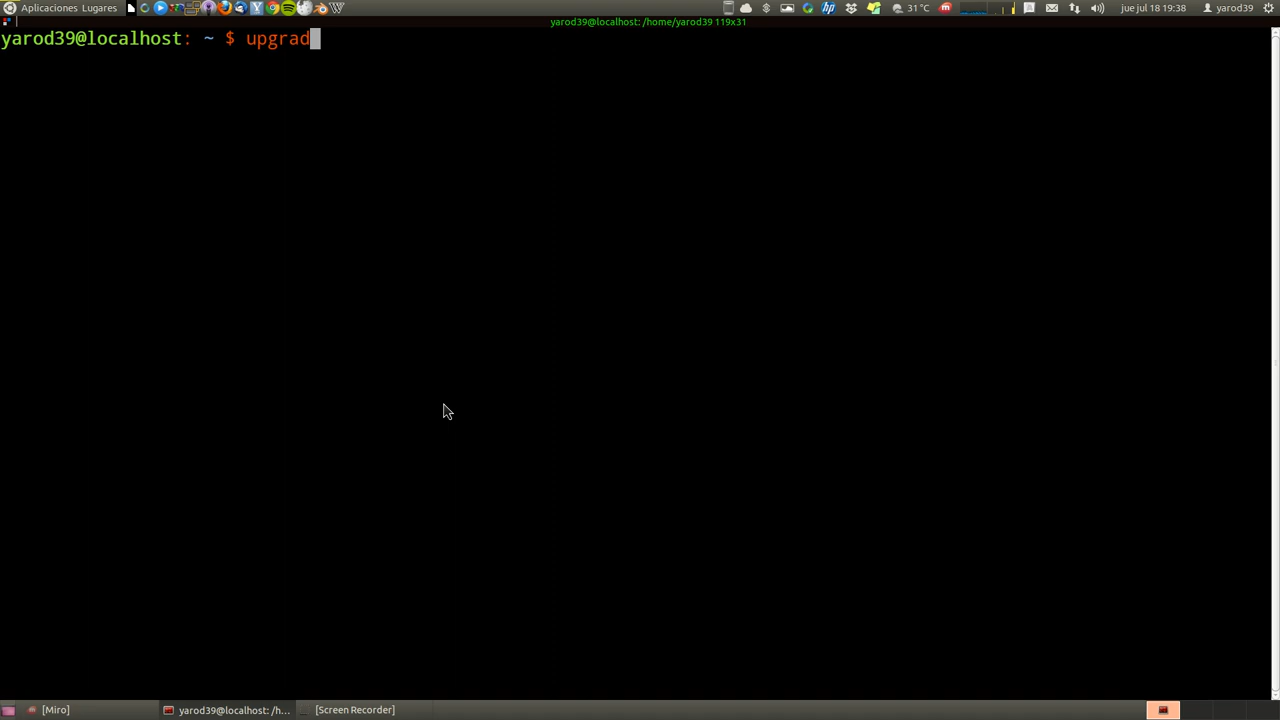 Aplicaciones Lugares
31°C
jue jul 18 19:38
yarod39
yarod39@localhost: /home/yarod39 119x31
yarod39@localhost: ~ $ upgrad
[Miro]
yarod39@localhost: /h...
[Screen Recorder]